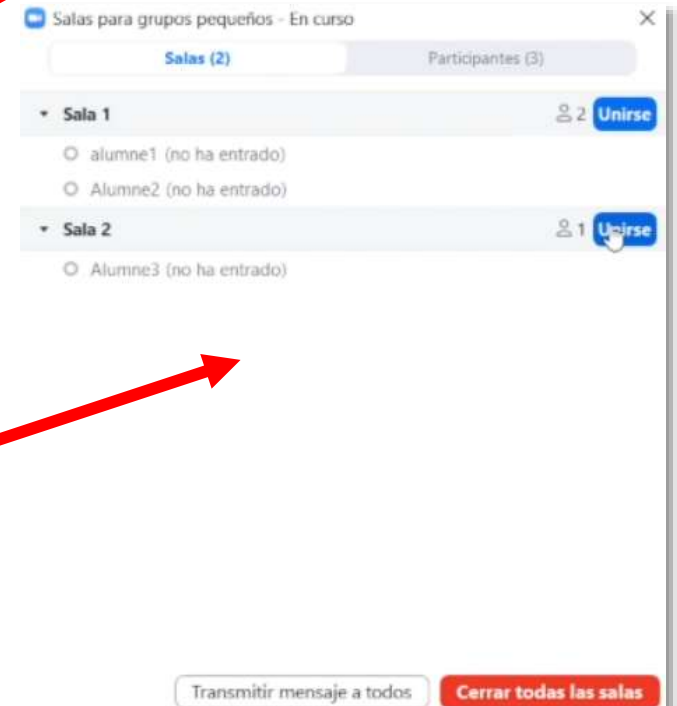 Salas para grupos pequeños - En curso
Salas (2) Participantes (3)
Sala 1 2 Unirse
alumne1 (no ha entrado)
Alumne2 (no ha entrado)
Sala 2 1 Unirse
Alumne3 (no ha entrado)
Transmitir mensaje a todos Cerrar todas las salas